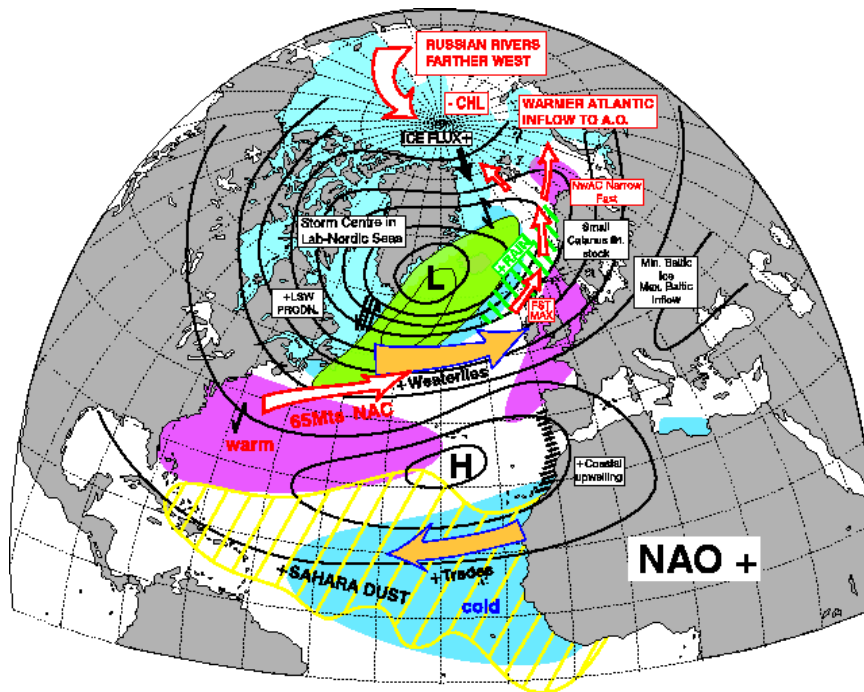 RUSSIAN RIVERS
FARTHER WEST
- CHL
WARMER ATLANTIC
INFLOW TO A.O.
ICE FLUX+
NwAC Narrow
Fast
Storm Centre in
Lab-Nordic Seas
Small
Calanus fin.
stock
+RAIN
Min. Baltic
Ice
Max. Baltic
Inflow
L
+LSW
PRODN.
FST
MAX
+Westerlies
65Mts NAC
warm
H
+Coastal
upwelling
NAO +
+SAHARA DUST
+Trades
cold